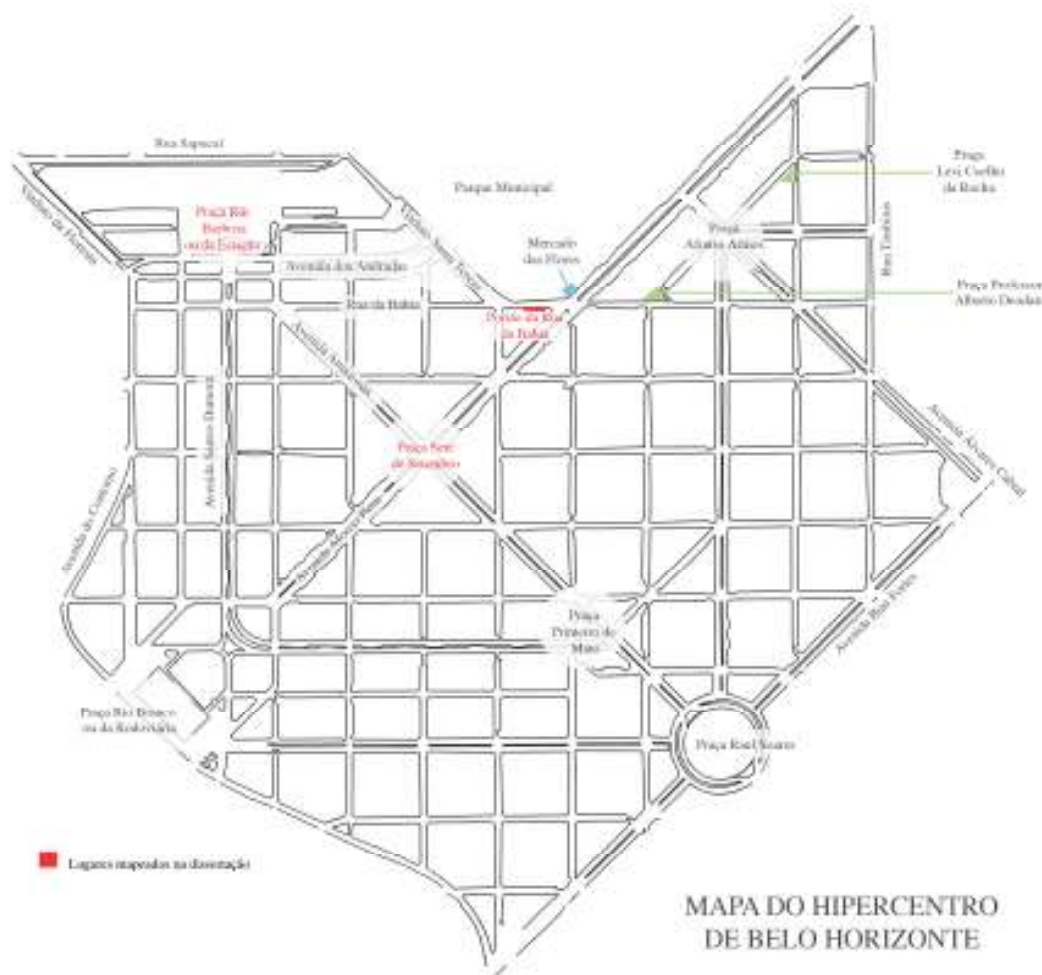 Rua Sapucaí
Viaduto da Floresta
Praça Rui
Barbosa
ou da Estação
Parque Municipal
Viaduto Santa Tereza
Avenida dos Andradas
Rua da Bahia
Mercado
das Flores
da Bahia
Praça
Afonso Arinos
Praça
Levi Coelho
da Rocha
Rua Timbiras
Praça Professor
Alberto Deodato
Avenida Amazonas
Avenida Santos Dumont
Praça Sete
de Setembro
Avenida do Contorno
Avenida Afonso Pena
Avenida Álvares Cabral
Avenida Bias Fortes
Praça
Primeiro de
Maio
Praça Rio Branco
ou da Rodoviária
Praça Raul Soares
Lugares mapeados na dissertação
MAPA DO HIPERCENTRO
DE BELO HORIZONTE